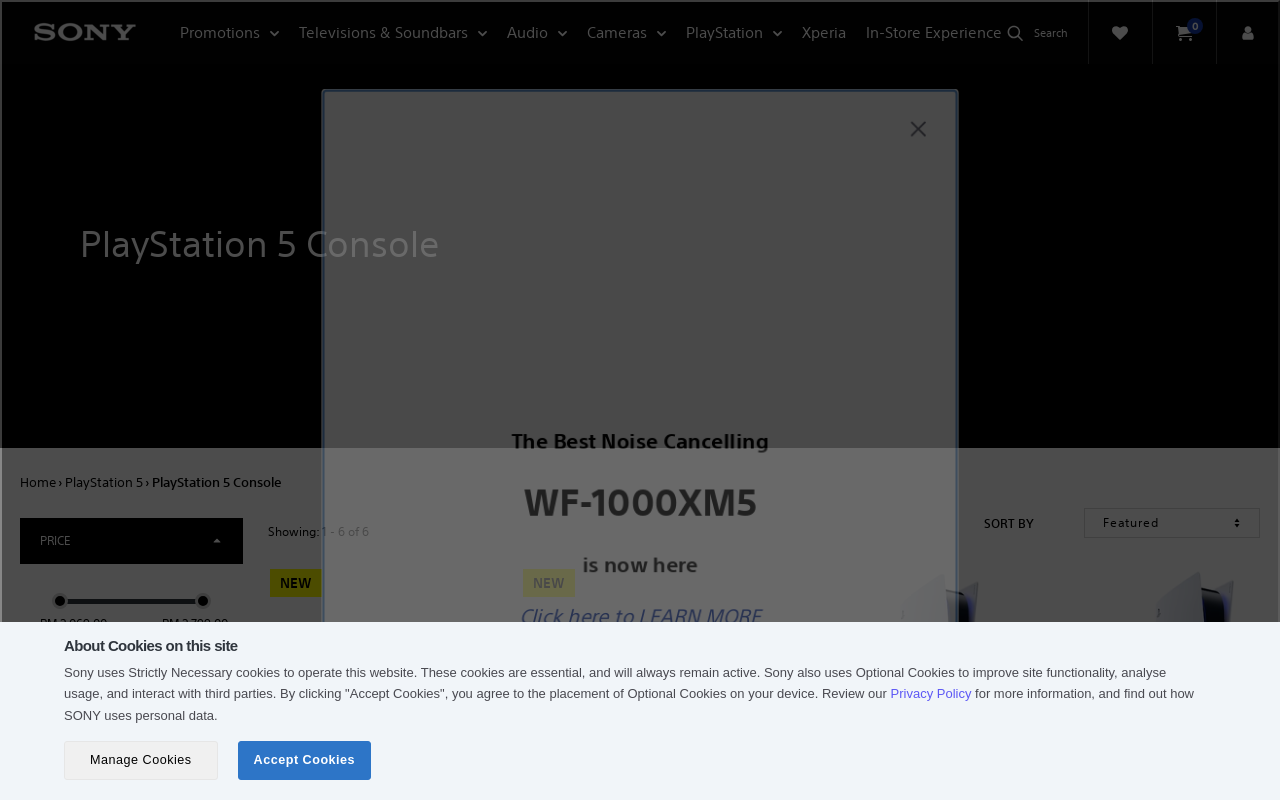 SONY
Promotions
Televisions & Soundbars
Audio
Cameras
PlayStation
Xperia
In-Store Experience
Search
0
PlayStation 5 Console
The Best Noise Cancelling
WF-1000XM5
is now here
Click here to LEARN MORE
Home › PlayStation 5 › PlayStation 5 Console
PRICE
Showing: 1 - 6 of 6
SORT BY
Featured
NEW
NEW
About Cookies on this site
Sony uses Strictly Necessary cookies to operate this website. These cookies are essential, and will always remain active. Sony also uses Optional Cookies to improve site functionality, analyse
usage, and interact with third parties. By clicking "Accept Cookies", you agree to the placement of Optional Cookies on your device. Review our Privacy Policy for more information, and find out how
SONY uses personal data.
Manage Cookies
Accept Cookies